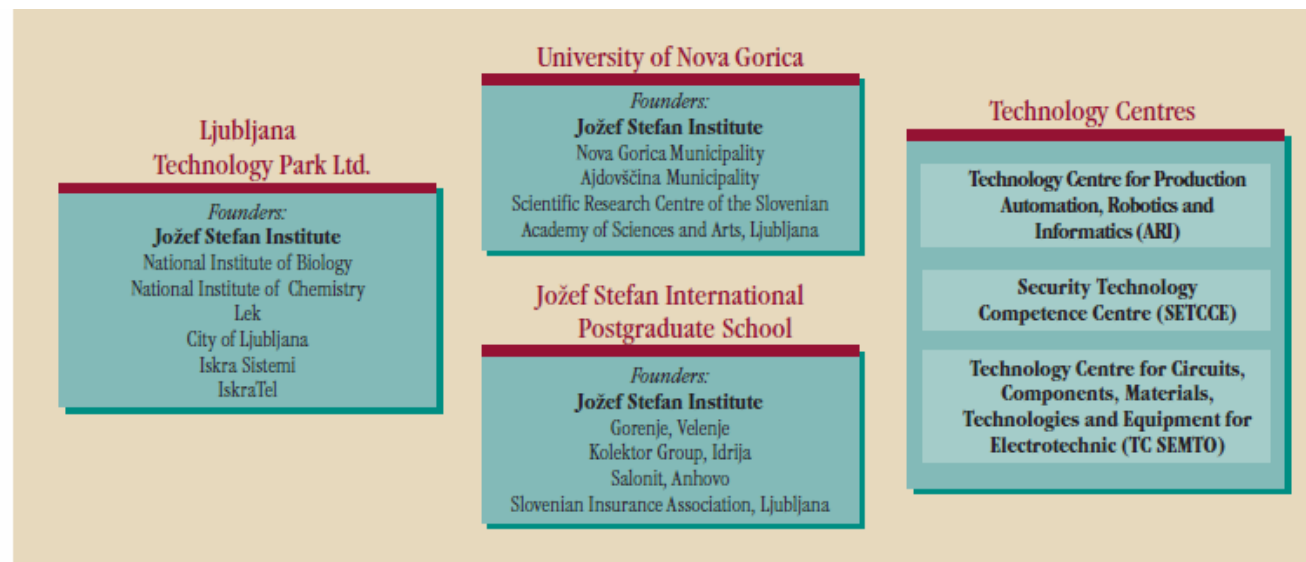 Ljubljana
Technology Park Ltd.
Founders:
Jožef Stefan Institute
National Institute of Biology
National Institute of Chemistry
Lek
City of Ljubljana
Iskra Sistemi
IskraTel
University of Nova Gorica
Founders:
Jožef Stefan Institute
Nova Gorica Municipality
Ajdovščina Municipality
Scientific Research Centre of the Slovenian
Academy of Sciences and Arts, Ljubljana
Jožef Stefan International
Postgraduate School
Founders:
Jožef Stefan Institute
Gorenje, Velenje
Kolektor Group, Idrija
Salonit, Anhovo
Slovenian Insurance Association, Ljubljana
Technology Centres
Technology Centre for Production
Automation, Robotics and
Informatics (ARI)
Security Technology
Competence Centre (SETCCE)
Technology Centre for Circuits,
Components, Materials,
Technologies and Equipment for
Electrotechnic (TC SEMTO)